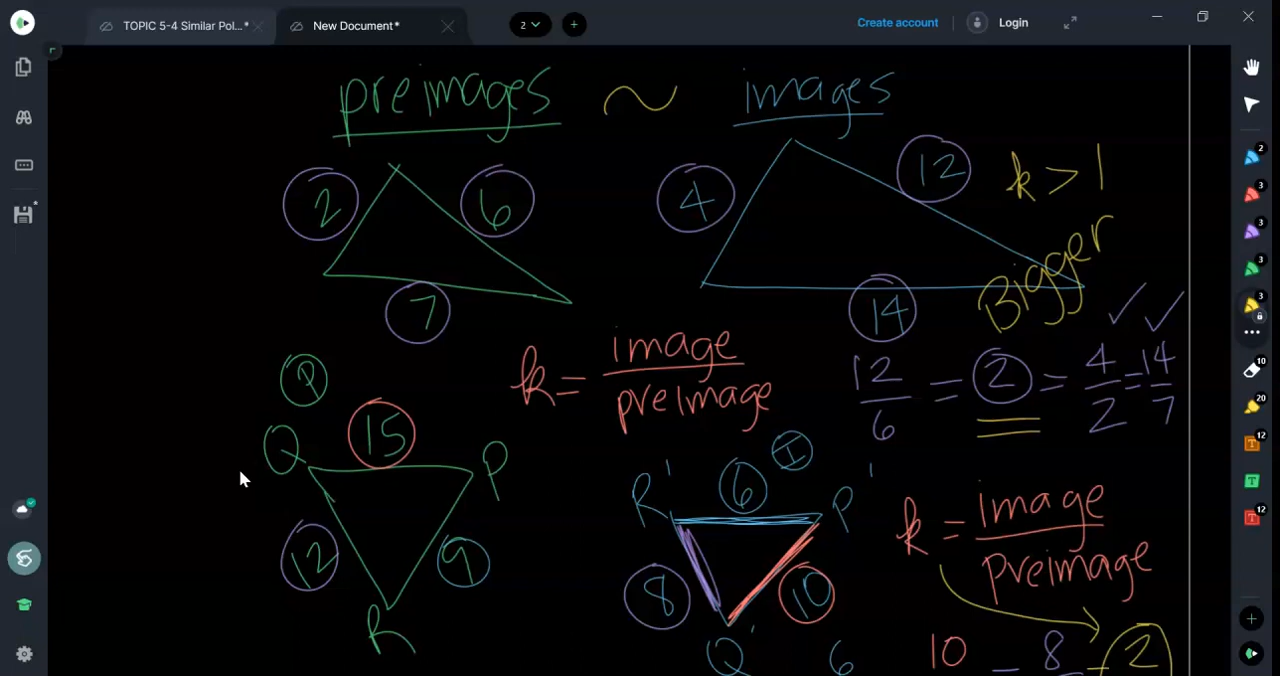 TOPIC 5-4 Similar Pol...*
New Document*
2
+
Create account
Login
preimages ~ images
2
6
7
4
12
14
k > 1
Bigger
k = image / preimage
12/6 = 2 = 4/2 = 14/7
P
Q
15
P
12
9
R
I
R'
6
P'
8
10
Q'
k = image / preimage
6
10
8
2